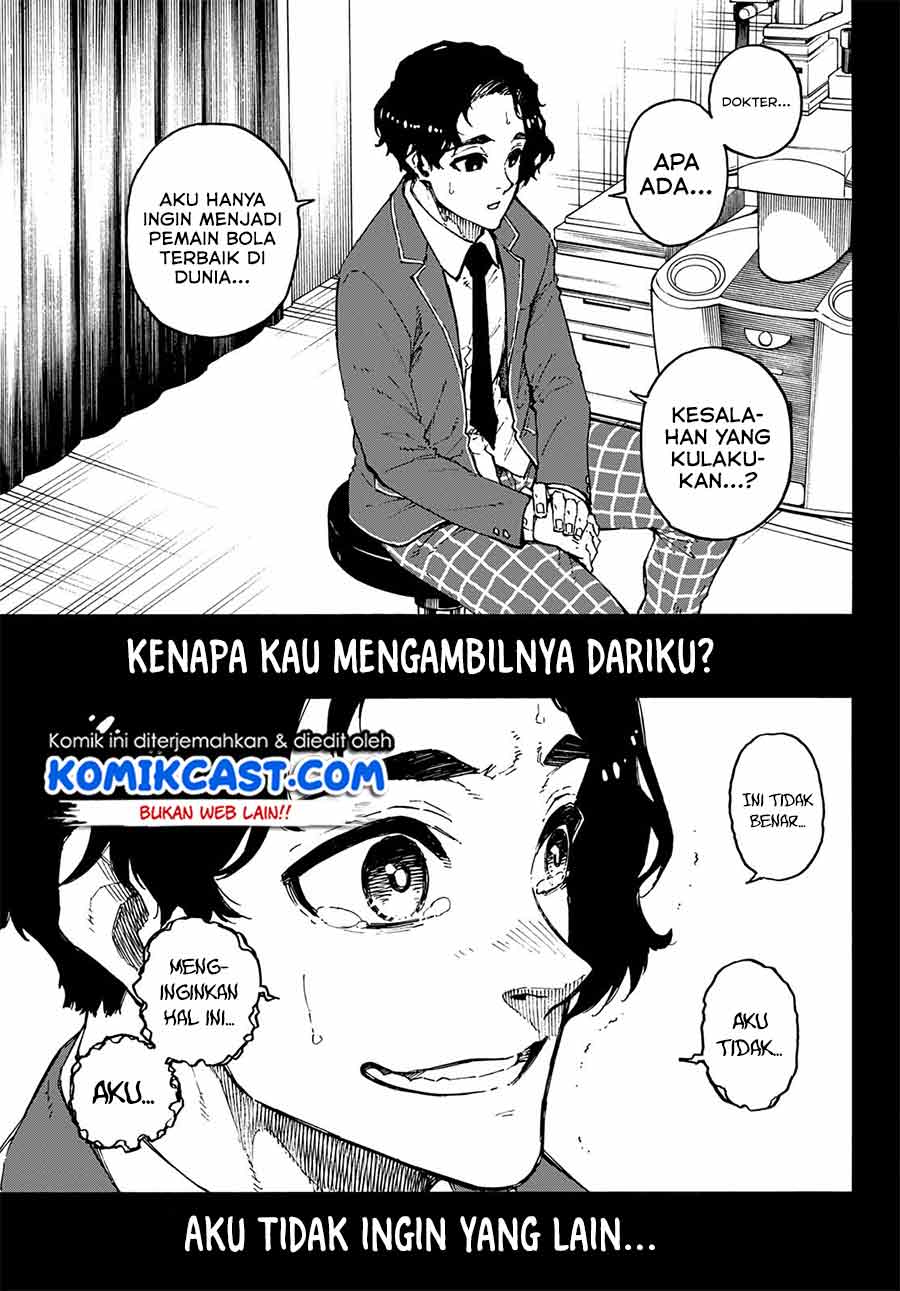 DOKTER...
APA
ADA...
KESALA-
HAN YANG
KULAKU-
KAN...?
AKU HANYA
INGIN MENJADI
PEMAIN BOLA
TERBAIK DI
DUNIA...
KENAPA KAU MENGAMBILNYA DARIKU?
Komik ini diterjemahkan & diedit oleh
KOMIKCAST.COM
BUKAN WEB LAIN!!
INI TIDAK
BENAR...
AKU
TIDAK...
MENG-
INGINKAN
HAL INI...
AKU...
AKU TIDAK INGIN YANG LAIN...